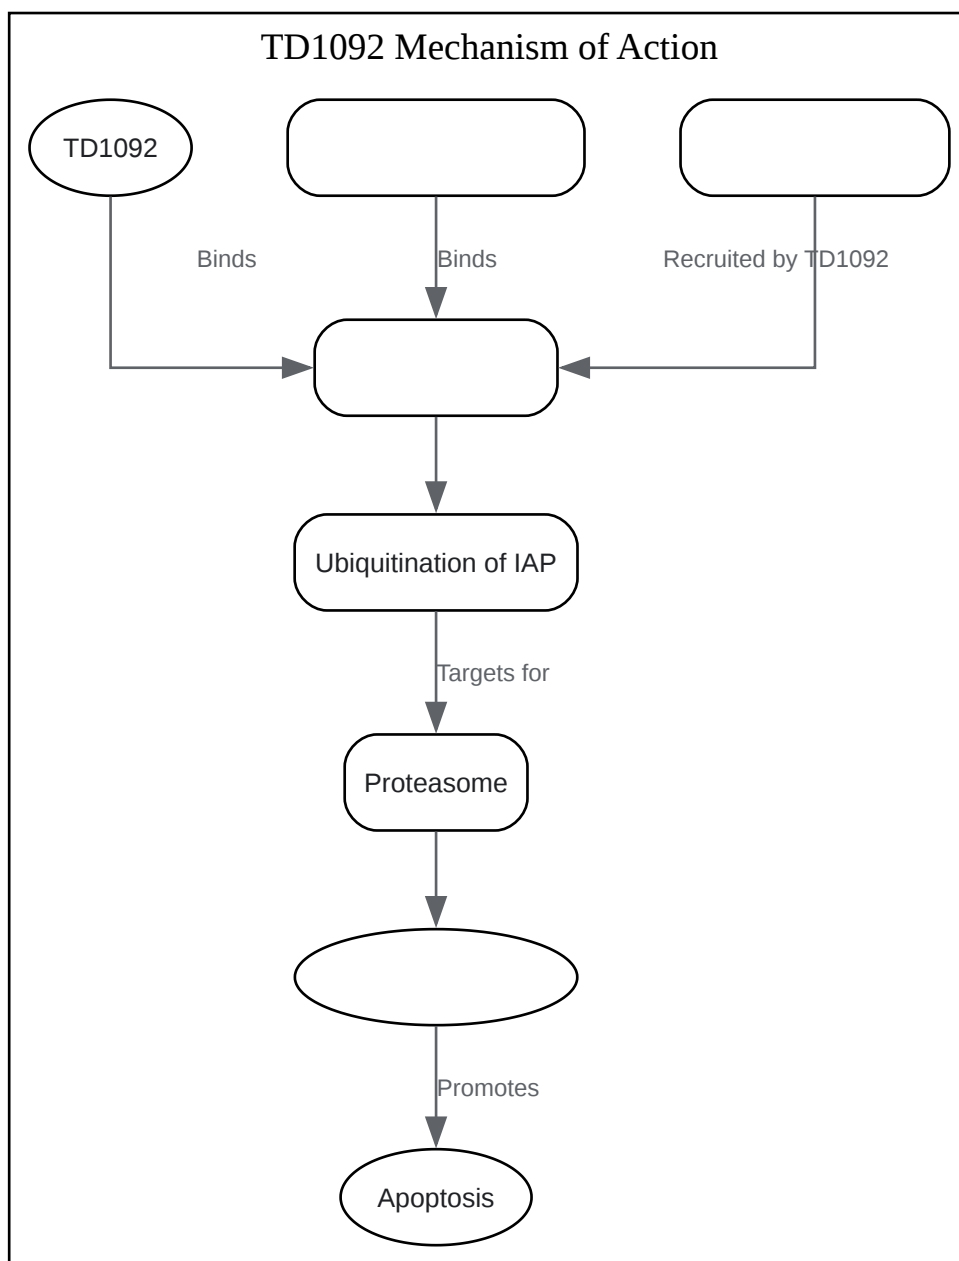 TD1092 Mechanism of Action
TD1092
Binds
Binds
Recruited by TD1092
Ubiquitination of IAP
Targets for
Proteasome
Promotes
Apoptosis